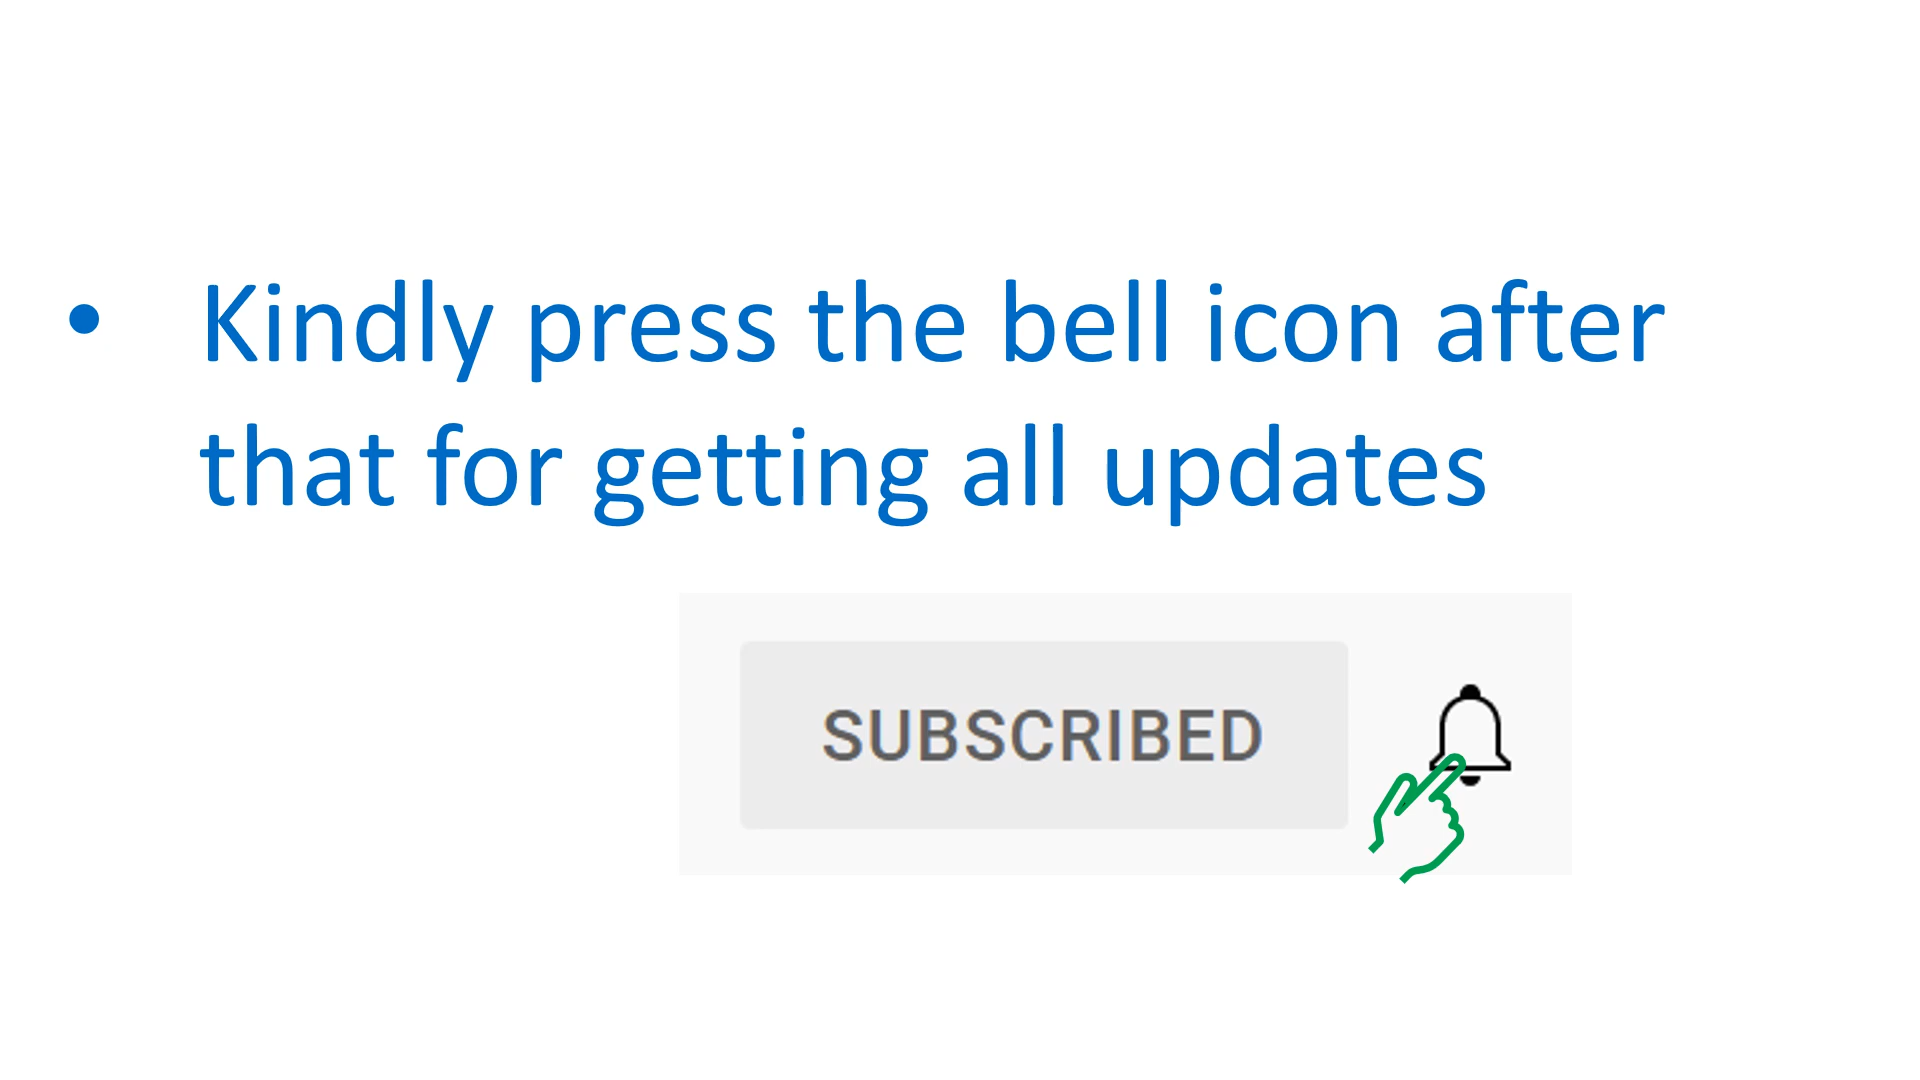 • Kindly press the bell icon after
that for getting all updates
SUBSCRIBED